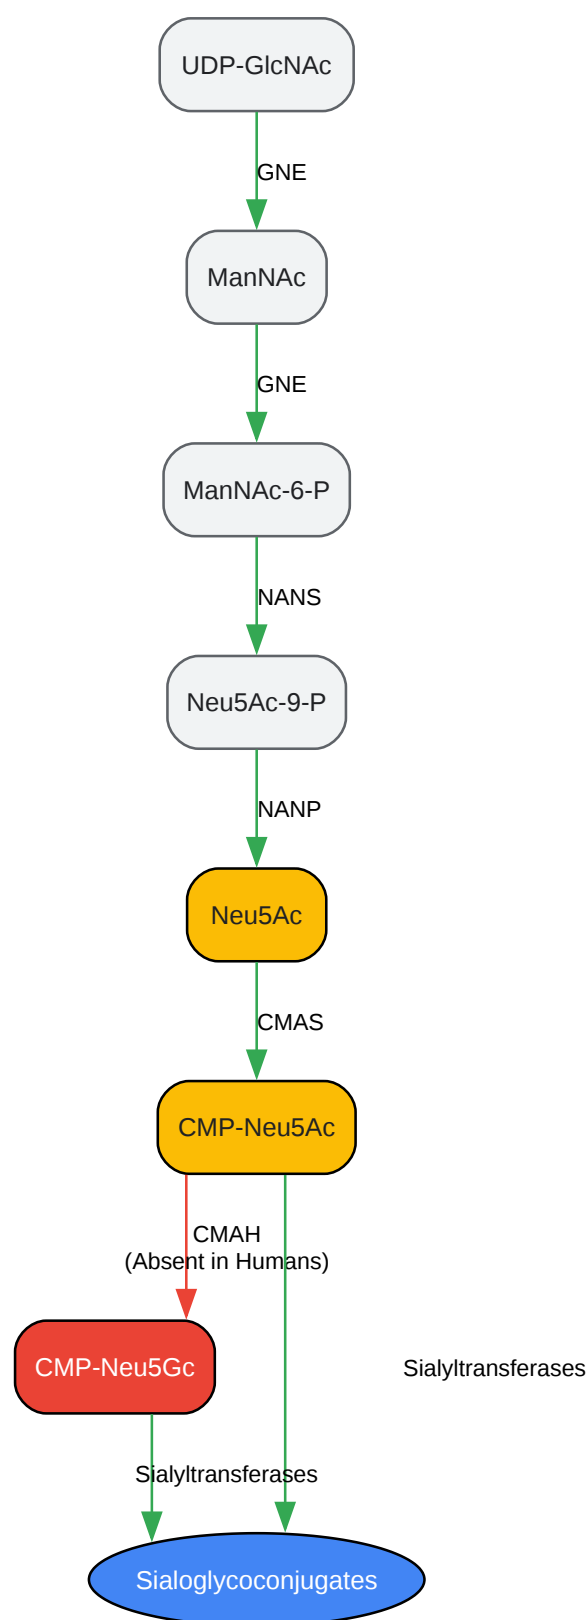 UDP-GlcNAc
GNE
ManNAc
GNE
ManNAc-6-P
NANS
Neu5Ac-9-P
NANP
Neu5Ac
CMAS
CMP-Neu5Ac
CMAH
(Absent in Humans)
CMP-Neu5Gc
Sialyltransferases
Sialyltransferases
Sialoglycoconjugates